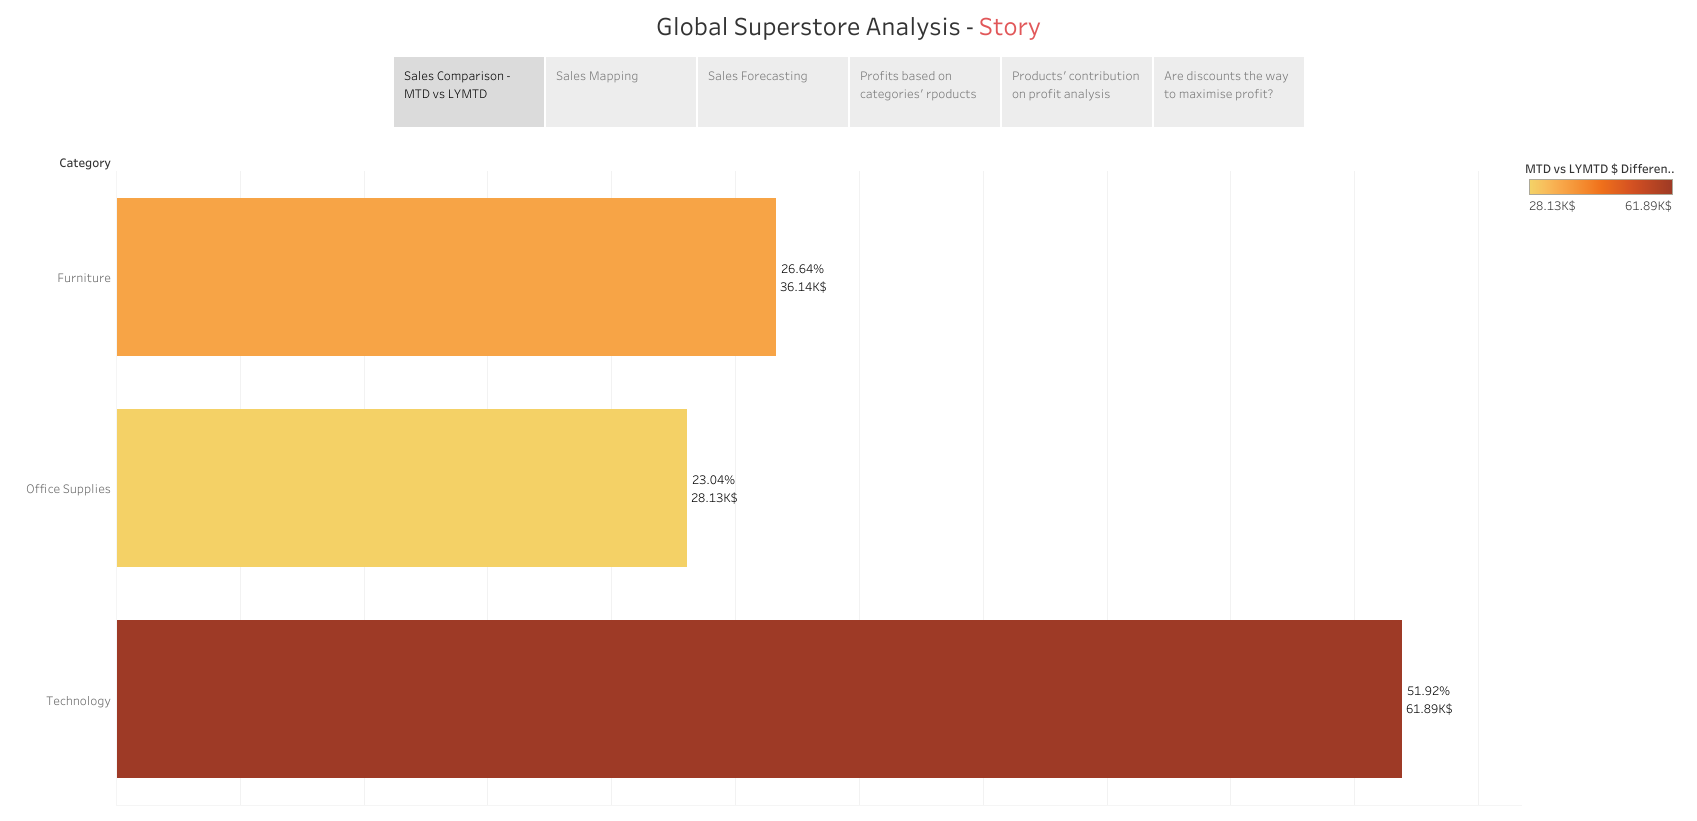 Global Superstore Analysis - Story
Sales Comparison -
MTD vs LYMTD
Sales Mapping
Sales Forecasting
Profits based on
categories' rpoducts
Products' contribution
on profit analysis
Are discounts the way
to maximise profit?
Category
MTD vs LYMTD $ Differen..
28.13K$ 61.89K$
Furniture
26.64%
36.14K$
Office Supplies
23.04%
28.13K$
Technology
51.92%
61.89K$